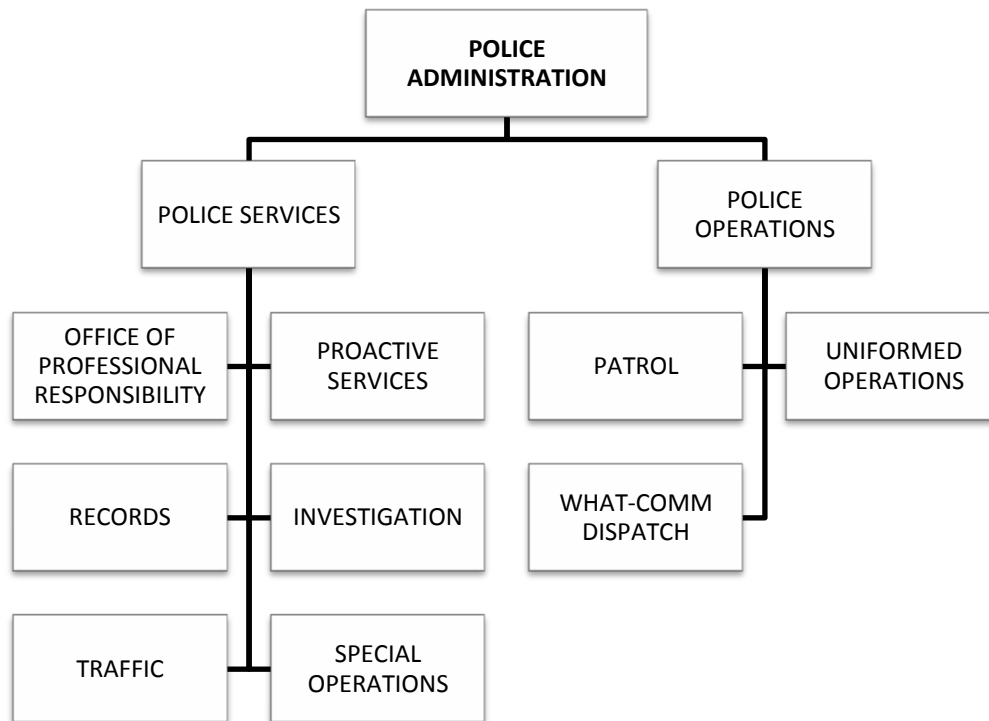 POLICE
ADMINISTRATION
POLICE SERVICES
POLICE
OPERATIONS
OFFICE OF
PROFESSIONAL
RESPONSIBILITY
PROACTIVE
SERVICES
PATROL
UNIFORMED
OPERATIONS
RECORDS
INVESTIGATION
WHAT-COMM
DISPATCH
TRAFFIC
SPECIAL
OPERATIONS